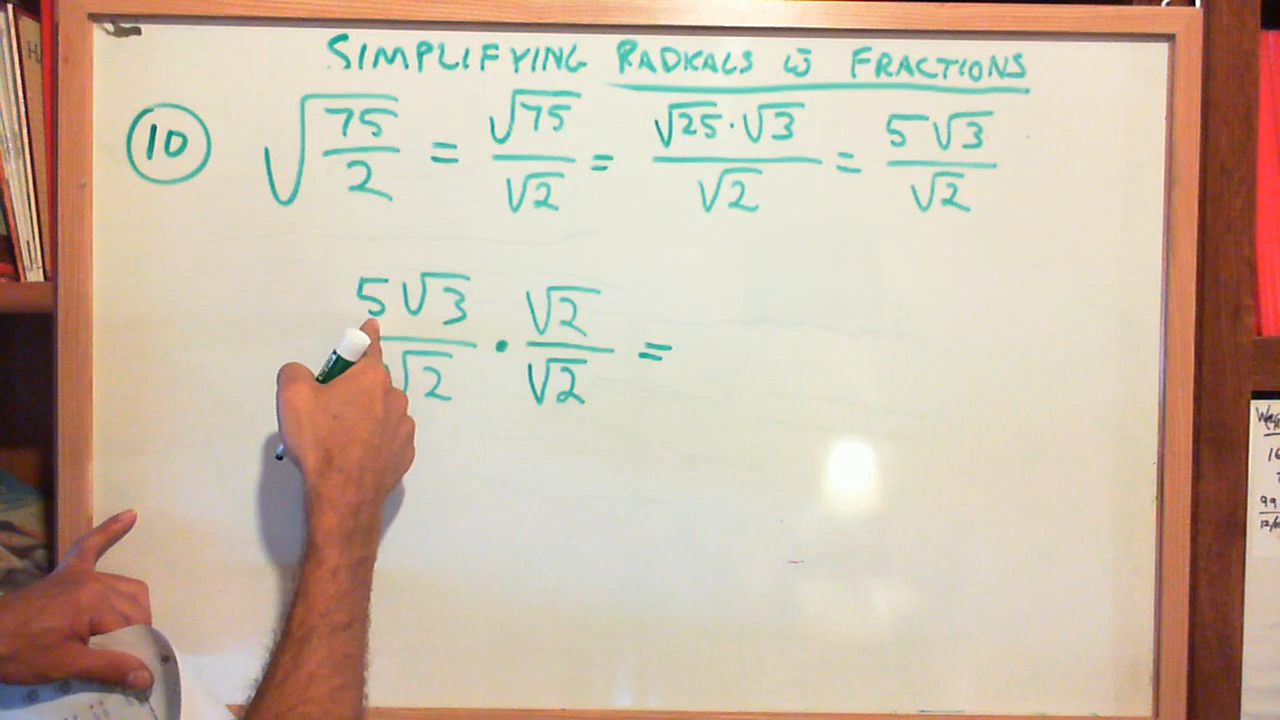 SIMPLIFYING RADICALS w̄ FRACTIONS
10 √(75/2) = √75/√2 = √25·√3/√2 = 5√3/√2
5√3/√2 · √2/√2 =